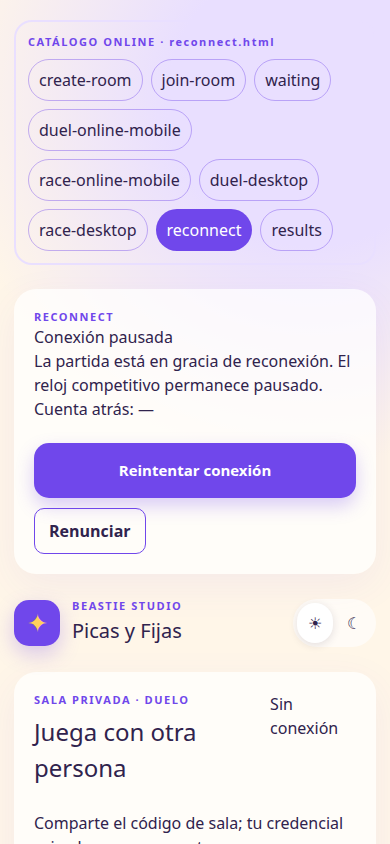 CATÁLOGO ONLINE · reconnect.html
create-room join-room waiting
duel-online-mobile
race-online-mobile duel-desktop
race-desktop reconnect results
RECONNECT
Conexión pausada
La partida está en gracia de reconexión. El
reloj competitivo permanece pausado.
Cuenta atrás: —
Reintentar conexión
Renunciar
BEASTIE STUDIO
Picas y Fijas
SALA PRIVADA · DUELO
Juega con otra
persona
Sin
conexión
Comparte el código de sala; tu credencial